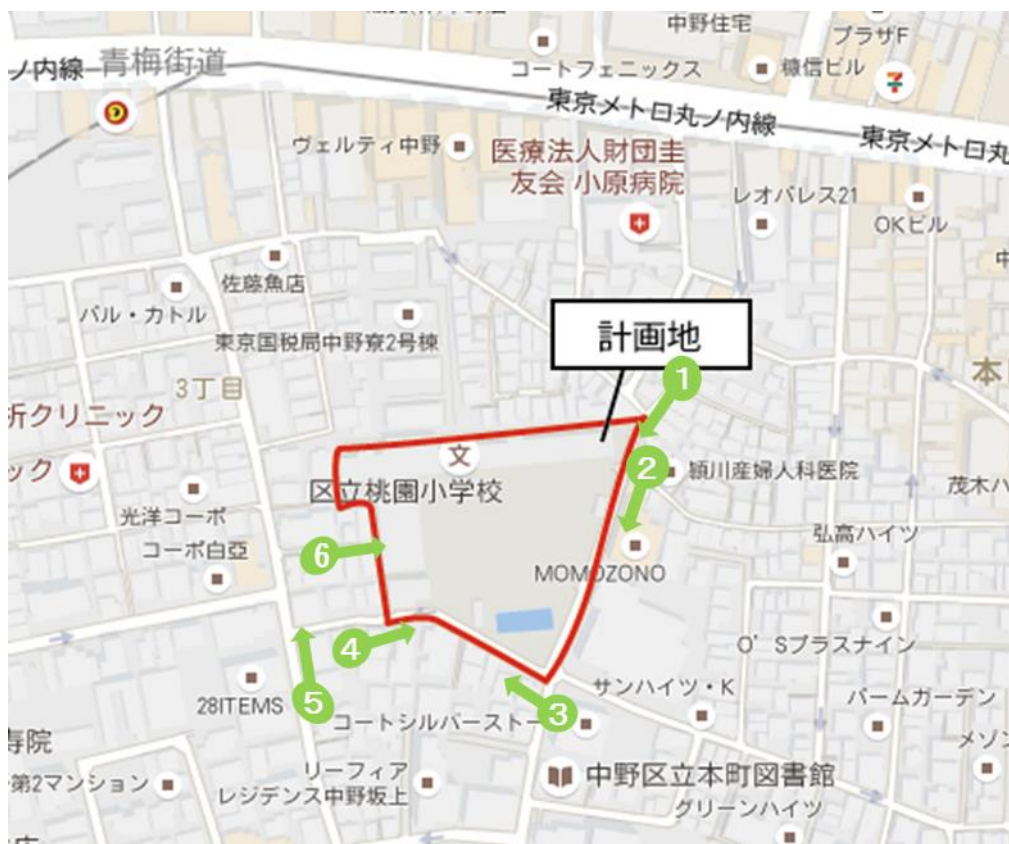 中野住宅
プラザF
ノ内線
青梅街道
コートフェニックス
糠信ビル
東京メトロ丸ノ内線
東京メトロ丸
ヴェルティ中野
医療法人財団圭
友会 小原病院
レオパレス21
OKビル
中
佐藤魚店
パル・カトル
東京国税局中野寮2号棟
計画地
3丁目
本
1
折クリニック
文
2
ック
区立桃園小学校
頴川産婦人科医院
茂木ハ
光洋コーポ
コーポ白亞
弘高ハイツ
6
MOMOZONO
4
O'Sプラスナイン
5
サンハイツ・K
28ITEMS
3
コートシルバーストー
パームガーデン
寿院
メゾン
第2マンション
リーフィア
レジデンス中野坂上
中野区立本町図書館
グリーンハイツ